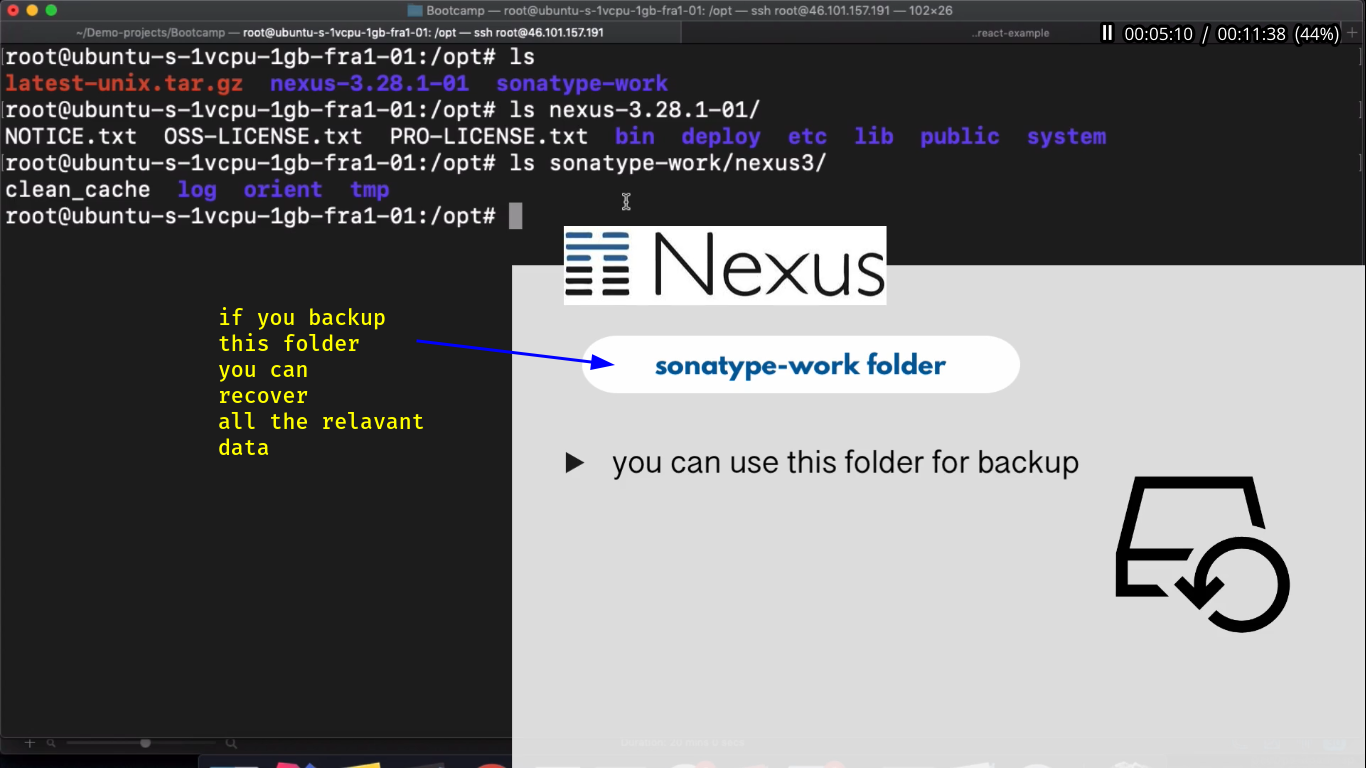 Bootcamp — root@ubuntu-s-1vcpu-1gb-fra1-01: /opt — ssh root@46.101.157.191 — 102×26
~/Demo-projects/Bootcamp — root@ubuntu-s-1vcpu-1gb-fra1-01: /opt — ssh root@46.101.157.191
..react-example
00:05:10 / 00:11:38 (44%)
root@ubuntu-s-1vcpu-1gb-fra1-01:/opt# ls
latest-unix.tar.gz nexus-3.28.1-01 sonatype-work
root@ubuntu-s-1vcpu-1gb-fra1-01:/opt# ls nexus-3.28.1-01/
NOTICE.txt OSS-LICENSE.txt PRO-LICENSE.txt bin deploy etc lib public system
root@ubuntu-s-1vcpu-1gb-fra1-01:/opt# ls sonatype-work/nexus3/
clean_cache log orient tmp
root@ubuntu-s-1vcpu-1gb-fra1-01:/opt#
Nexus
if you backup
this folder
you can
recover
all the relavant
data
sonatype-work folder
you can use this folder for backup